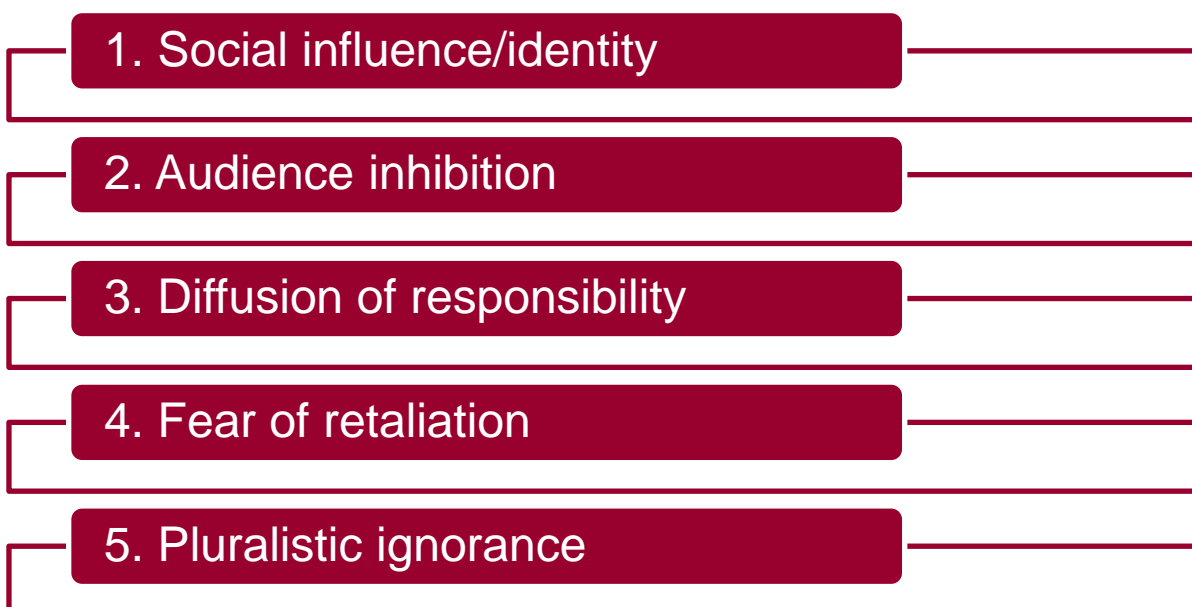 1. Social influence/identity
2. Audience inhibition
3. Diffusion of responsibility
4. Fear of retaliation
5. Pluralistic ignorance